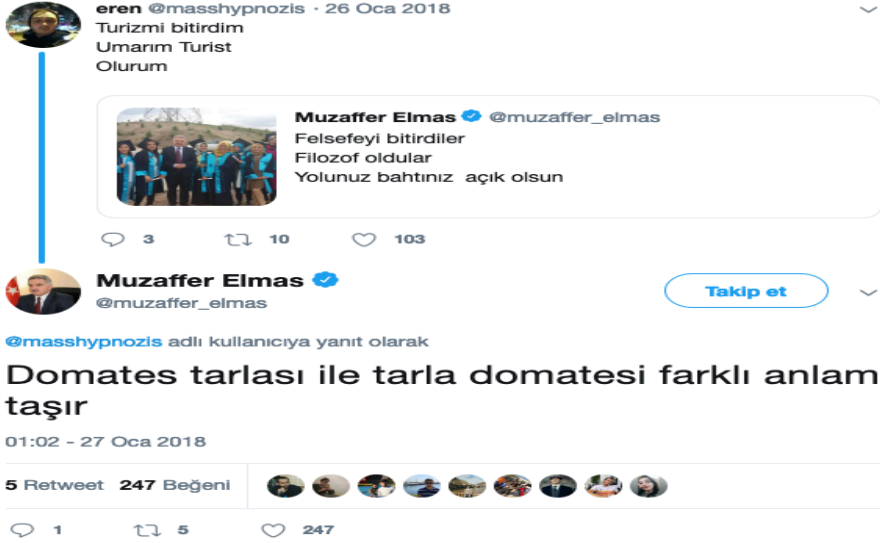 eren @masshypnozis · 26 Oca 2018
Turizmi bitirdim
Umarım Turist
Olurum
Muzaffer Elmas @muzaffer_elmas
Felsefeyi bitirdiler
Filozof oldular
Yolunuz bahtınız açık olsun
3 10 103
Muzaffer Elmas
@muzaffer_elmas
Takip et
@masshypnozis adlı kullanıcıya yanıt olarak
Domates tarlası ile tarla domatesi farklı anlam
taşır
01:02 - 27 Oca 2018
5 Retweet 247 Beğeni
1 5 247